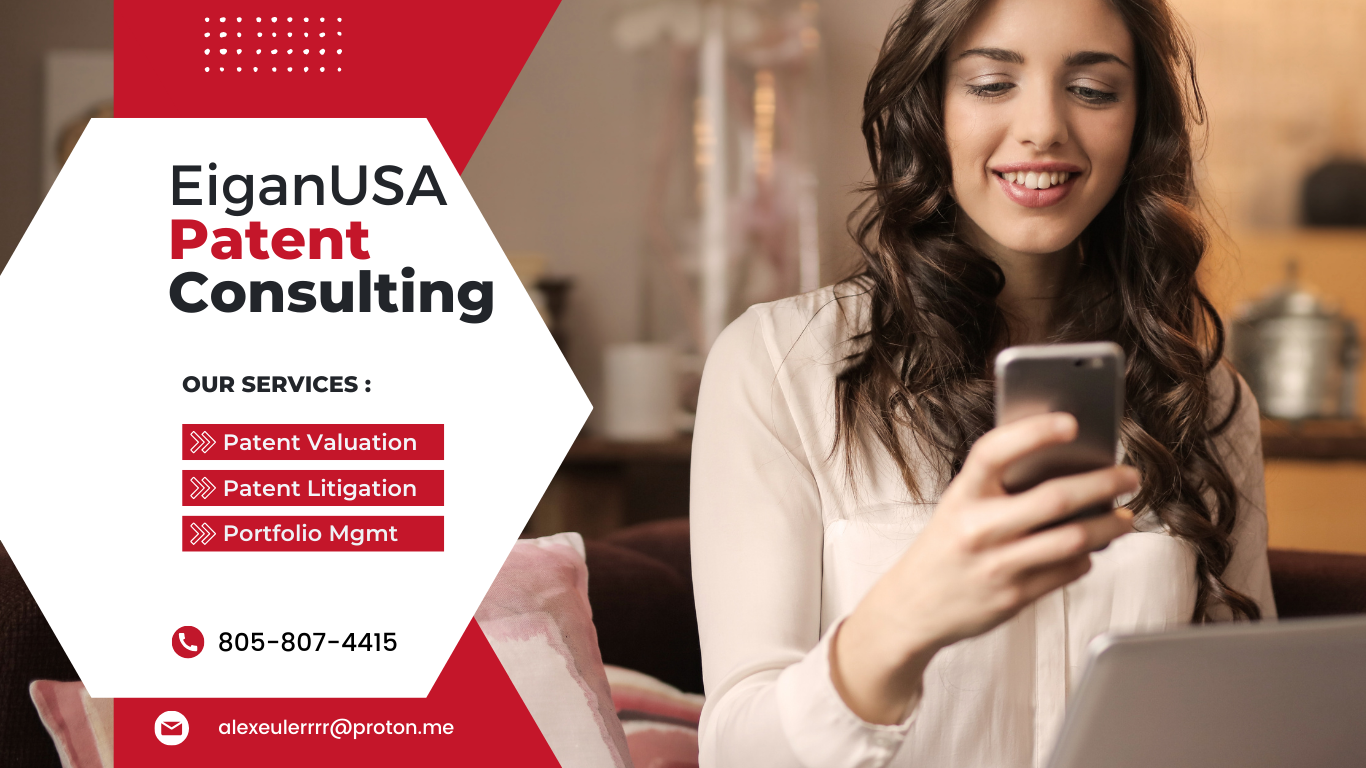 EiganUSA
Patent
Consulting
OUR SERVICES :
Patent Valuation
Patent Litigation
Portfolio Mgmt
805-807-4415
alexeulerrrr@proton.me